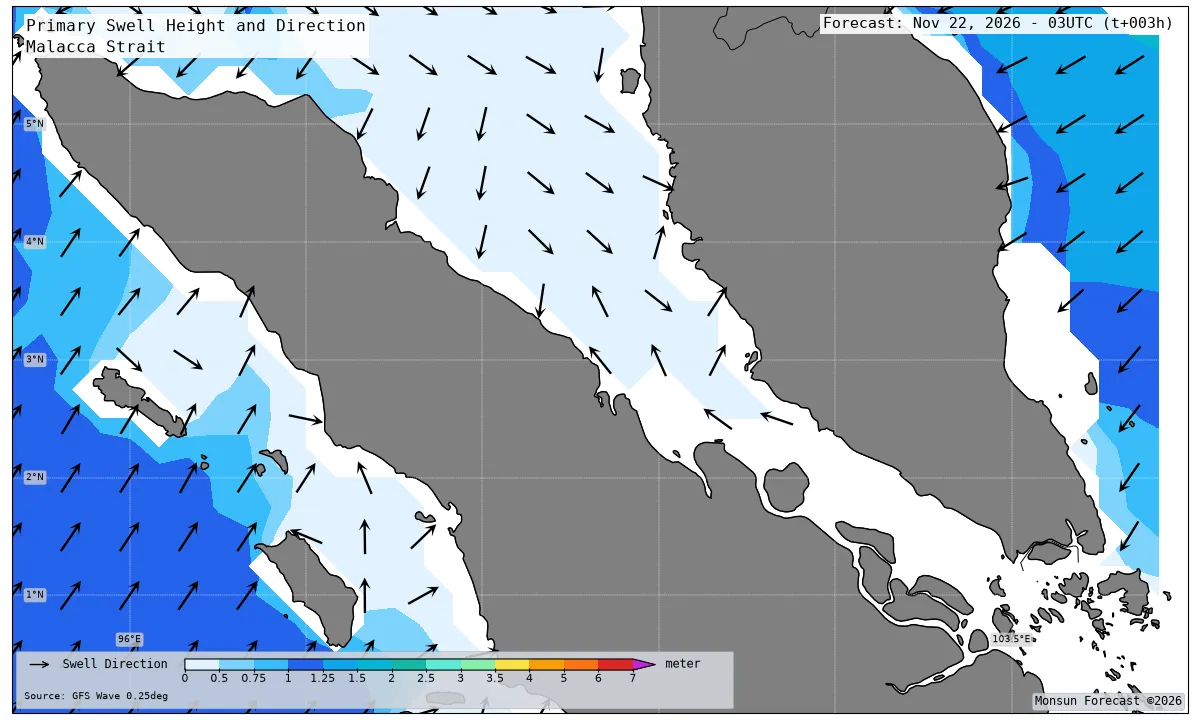 Primary Swell Height and Direction
Malacca Strait
Forecast: Nov 22, 2026 - 03UTC (t+003h)
5°N
4°N
3°N
2°N
1°N
96°E
103.5°E
Swell Direction
meter
0 0.5 0.75 1 1.25 1.5 2 2.5 3 3.5 4 5 6 7
Source: GFS Wave 0.25deg
Monsun Forecast ©2026